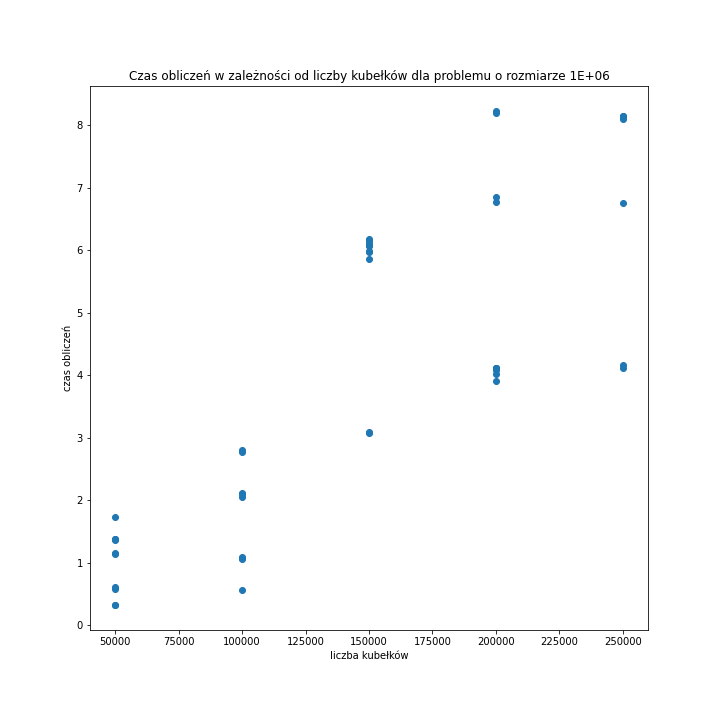 Czas obliczeń w zależności od liczby kubełków dla problemu o rozmiarze 1E+06
8
7
6
5
4
3
2
1
0
czas obliczeń
50000 75000 100000 125000 150000 175000 200000 225000 250000
liczba kubełków